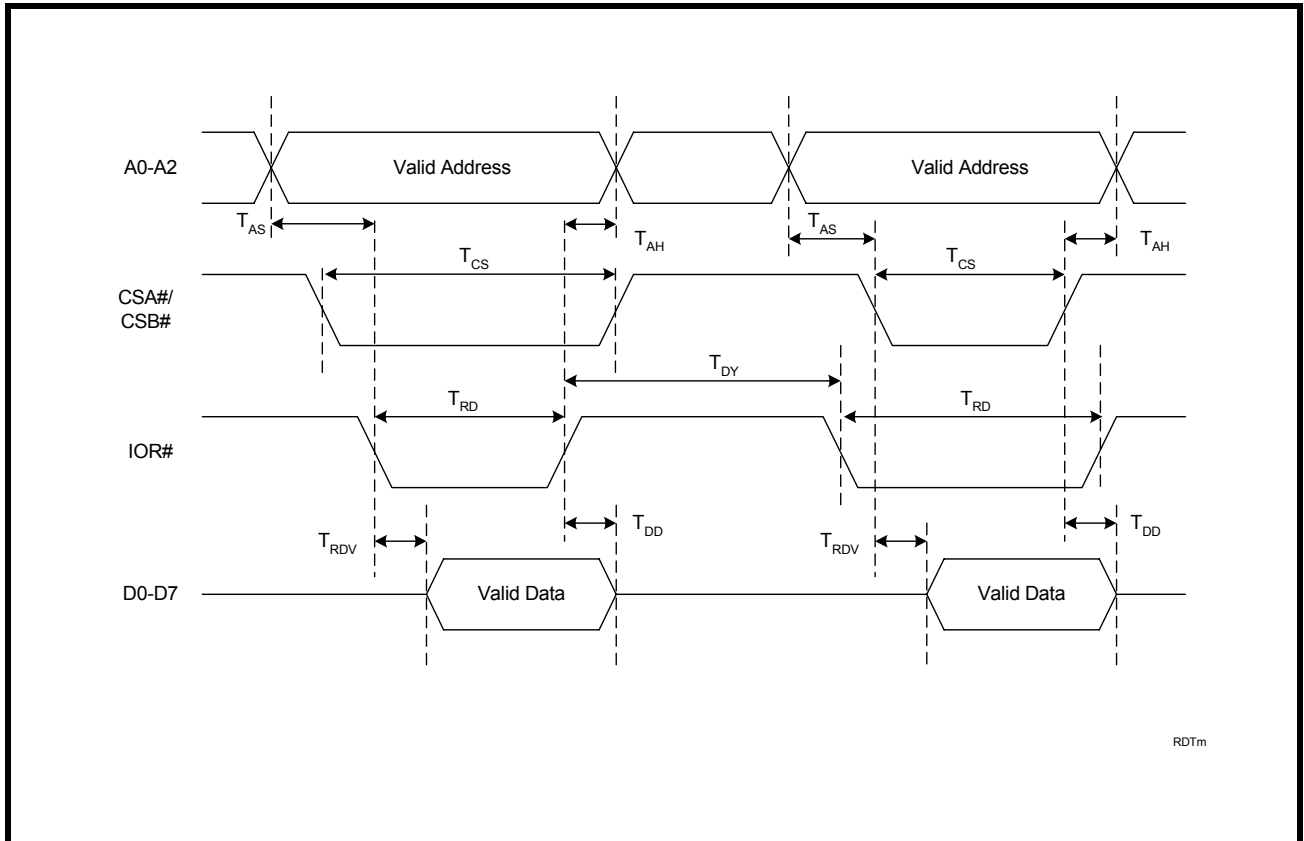 A0-A2
Valid Address
Valid Address
TAS
TAH
TAS
TAH
TCS
TCS
CSA#/
CSB#
TDY
TRD
TRD
IOR#
TRDV
TDD
TRDV
TDD
D0-D7
Valid Data
Valid Data
RDTm